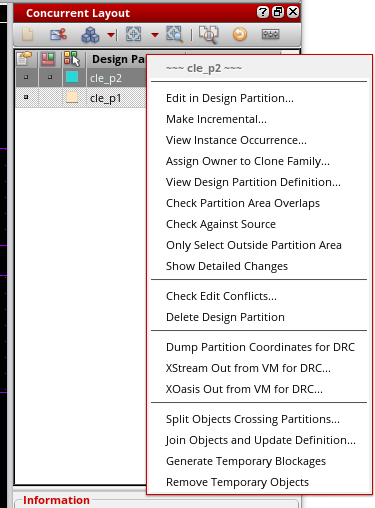 Concurrent Layout
Design Pa
cle_p2
cle_p1
~~~ cle_p2 ~~~
Edit in Design Partition...
Make Incremental...
View Instance Occurrence...
Assign Owner to Clone Family...
View Design Partition Definition...
Check Partition Area Overlaps
Check Against Source
Only Select Outside Partition Area
Show Detailed Changes
Check Edit Conflicts...
Delete Design Partition
Dump Partition Coordinates for DRC
XStream Out from VM for DRC...
XOasis Out from VM for DRC...
Split Objects Crossing Partitions...
Join Objects and Update Definition...
Generate Temporary Blockages
Remove Temporary Objects
Information